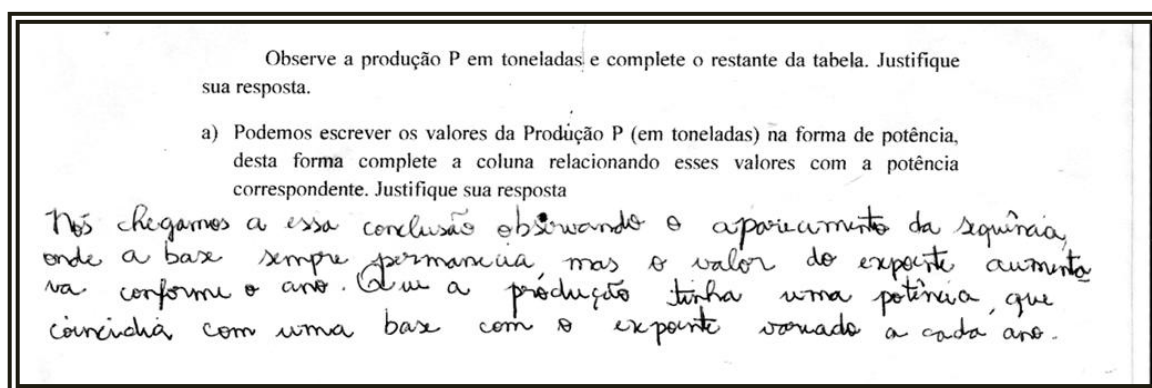 Observe a produção P em toneladas e complete o restante da tabela. Justifique
sua resposta.
a) Podemos escrever os valores da Produção P (em toneladas) na forma de potência,
desta forma complete a coluna relacionando esses valores com a potência
correspondente. Justifique sua resposta
Nós chegamos a essa conclusão observando o aparecimento da sequência,
onde a base sempre permanecia, mas o valor do expoente aumenta
va conforme o ano. Que a produção tinha uma potência, que
coincidia com uma base com o expoente variado a cada ano.